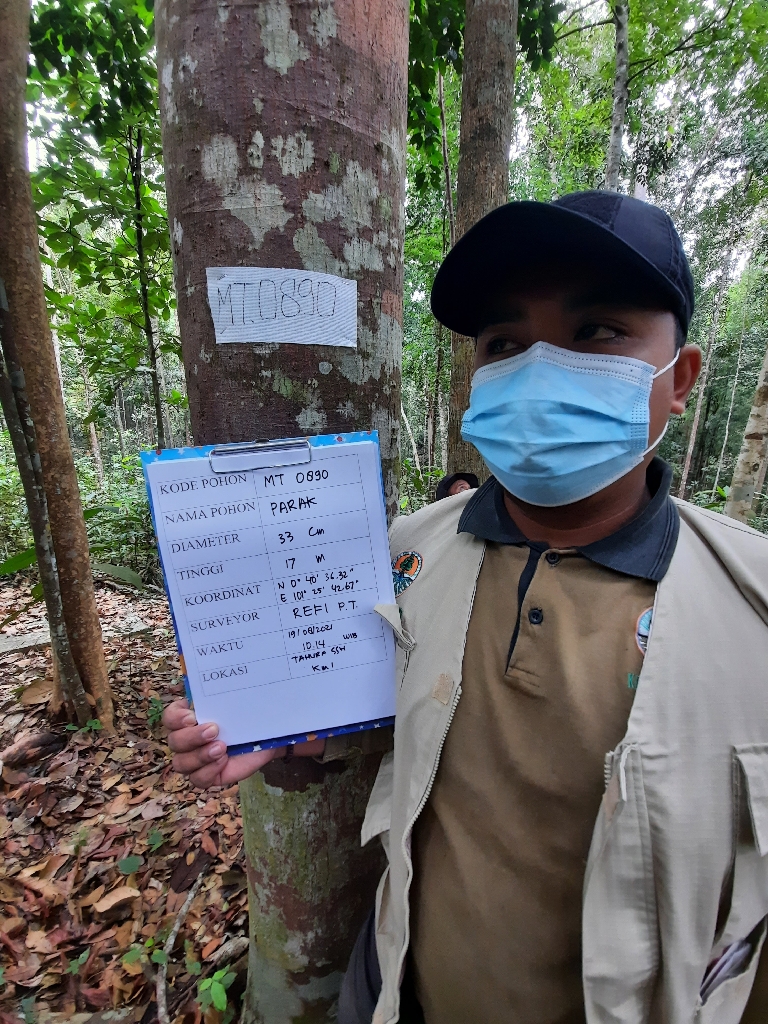 MT 0890
KODE POHON MT 0890
NAMA POHON PARAK
DIAMETER 33 Cm
TINGGI 17 m
KOORDINAT N 0° 40' 36.32"
E 101° 25' 42.67"
SURVEYOR REFI P.T.
WAKTU 19/08/2021
10.14 WIB
LOKASI TAHURA SSH
KM 1